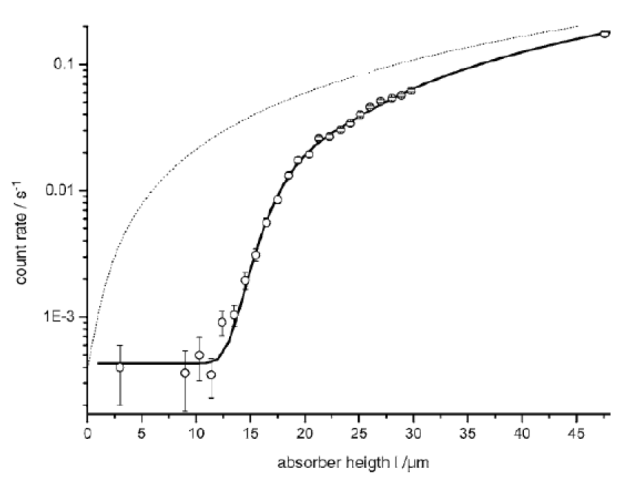 0.1
0.01
1E-3
count rate / s⁻¹
0 5 10 15 20 25 30 35 40 45
absorber heigth l /μm